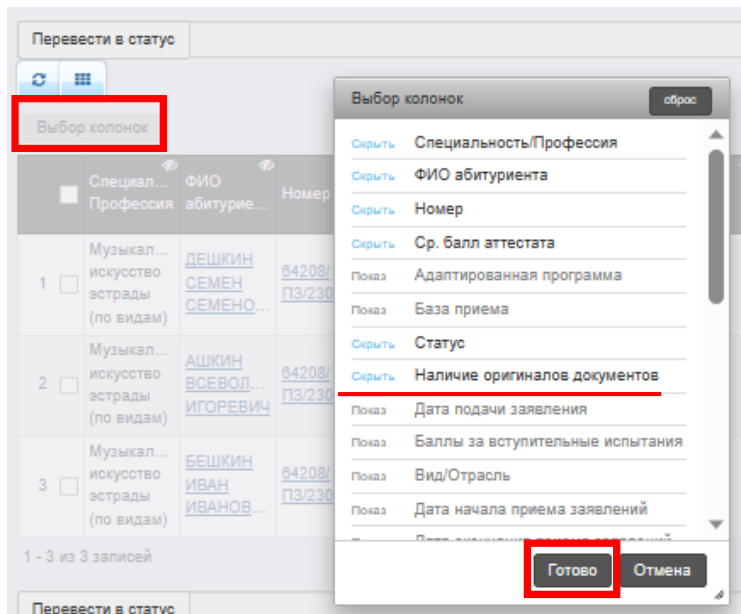 Перевести в статус
Выбор колонок
Специал...
Профессия
ФИО
абитурие...
Номер
1
Музыкал...
искусство
эстрады
(по видам)
ДЕШКИН
СЕМЕН
СЕМЕНО...
64208/
ПЗ/230
2
Музыкал...
искусство
эстрады
(по видам)
АШКИН
ВСЕВОЛ...
ИГОРЕВИЧ
64208/
ПЗ/230
3
Музыкал...
искусство
эстрады
(по видам)
БЕШКИН
ИВАН
ИВАНОВ...
64208/
ПЗ/230
1 - 3 из 3 записей
Перевести в статус
Выбор колонок сброс
Скрыть Специальность/Профессия
Скрыть ФИО абитуриента
Скрыть Номер
Скрыть Ср. балл аттестата
Показ Адаптированная программа
Показ База приема
Скрыть Статус
Скрыть Наличие оригиналов документов
Показ Дата подачи заявления
Показ Баллы за вступительные испытания
Показ Вид/Отрасль
Показ Дата начала приема заявлений
Готово Отмена